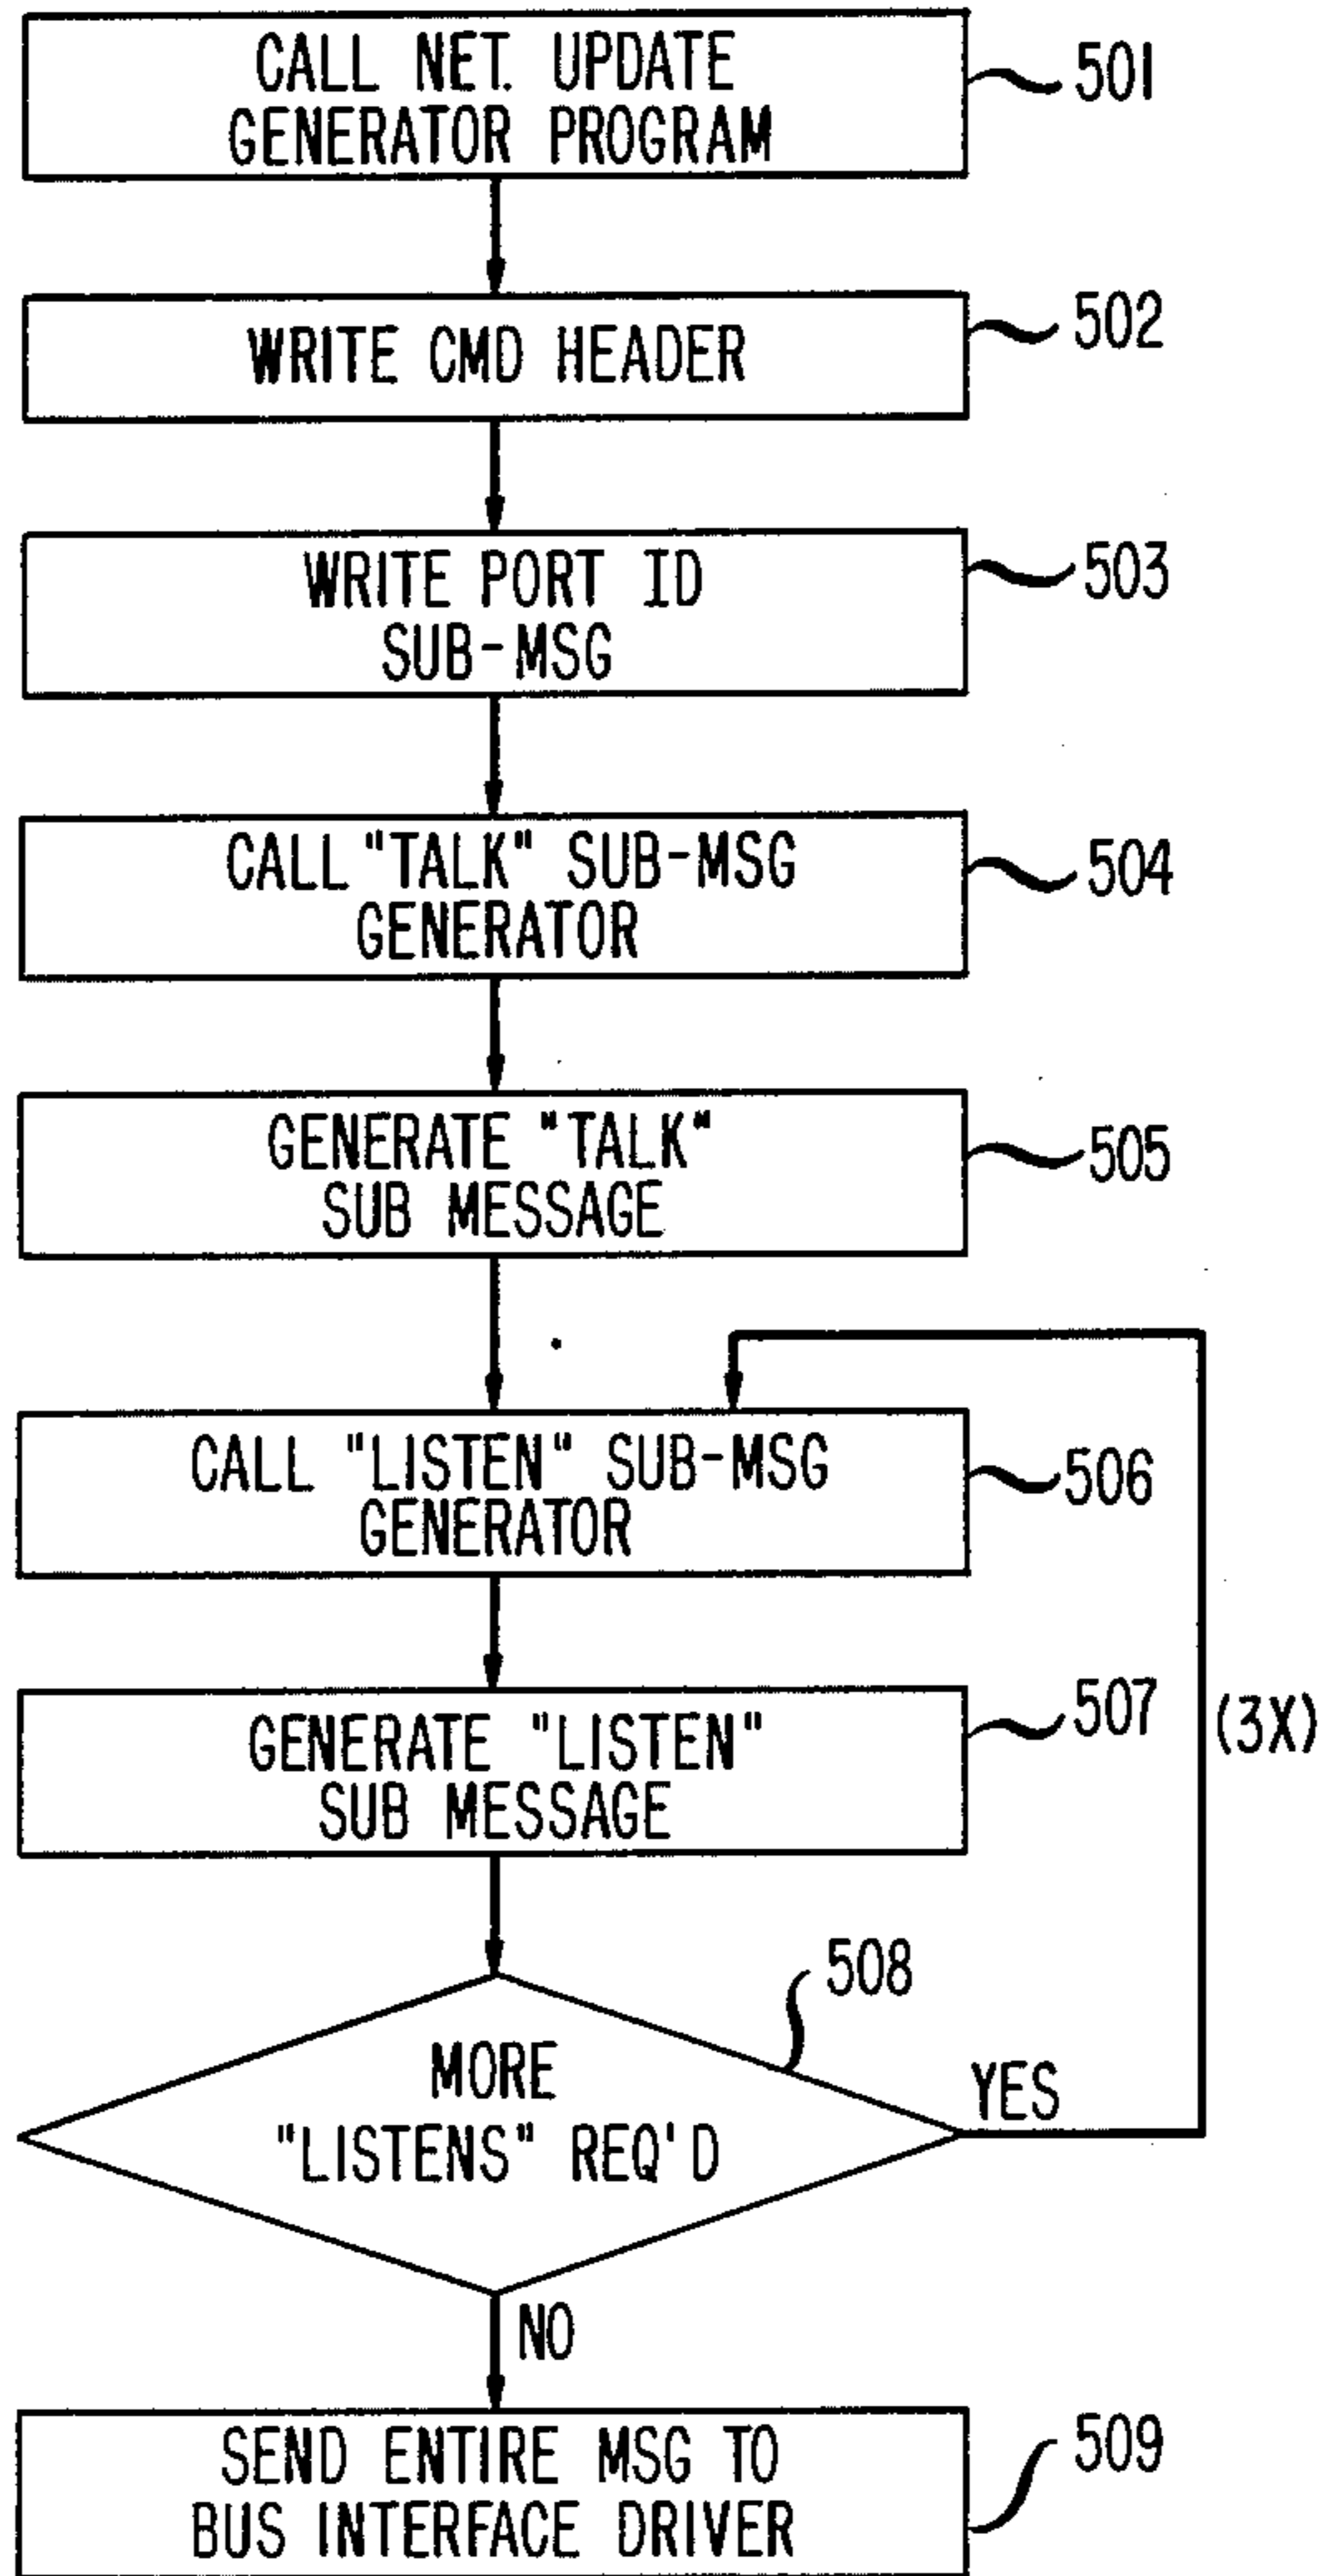 CALL NET. UPDATE
GENERATOR PROGRAM
501
WRITE CMD HEADER
502
WRITE PORT ID
SUB-MSG
503
CALL "TALK" SUB-MSG
GENERATOR
504
GENERATE "TALK"
SUB MESSAGE
505
CALL "LISTEN" SUB-MSG
GENERATOR
506
GENERATE "LISTEN"
SUB MESSAGE
507
(3X)
508
MORE
"LISTENS" REQ'D
YES
NO
SEND ENTIRE MSG TO
BUS INTERFACE DRIVER
509